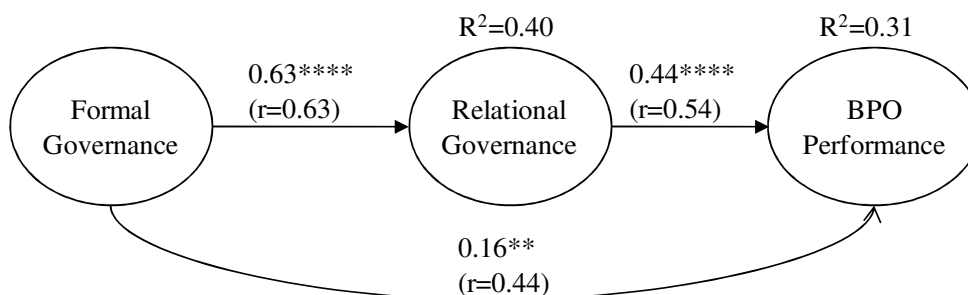 R²=0.40
R²=0.31
0.63****
(r=0.63)
0.44****
(r=0.54)
Formal
Governance
Relational
Governance
BPO
Performance
0.16**
(r=0.44)